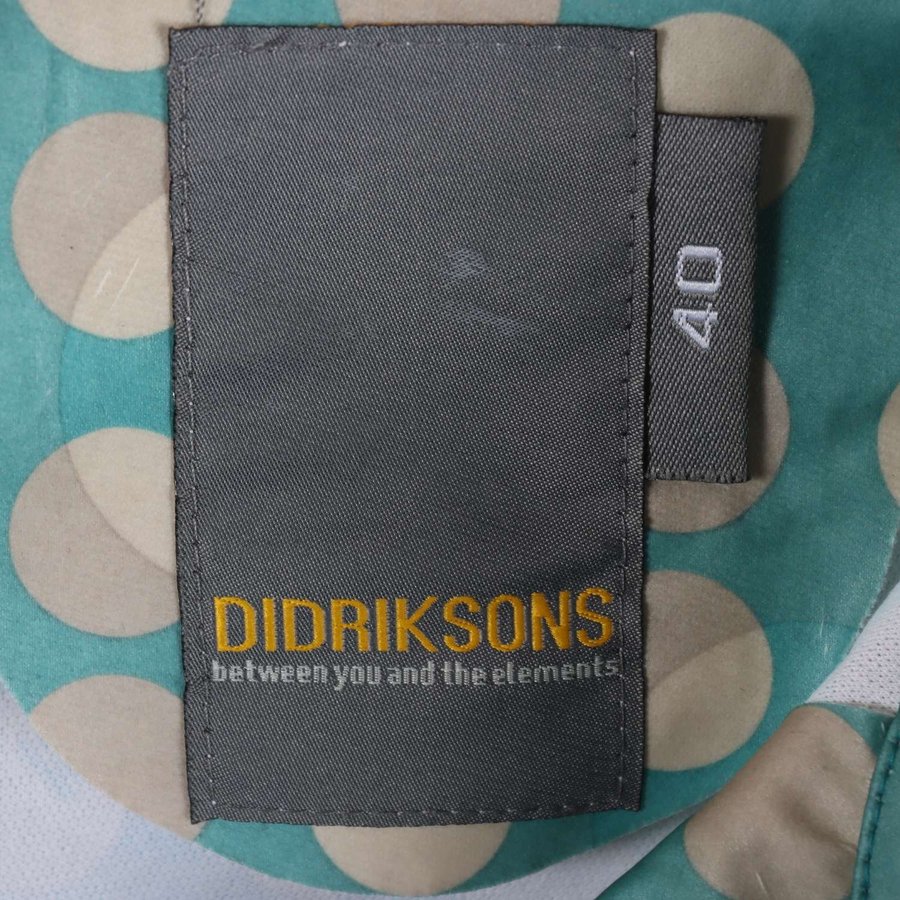 DIDRIKSONS
between you and the elements
40